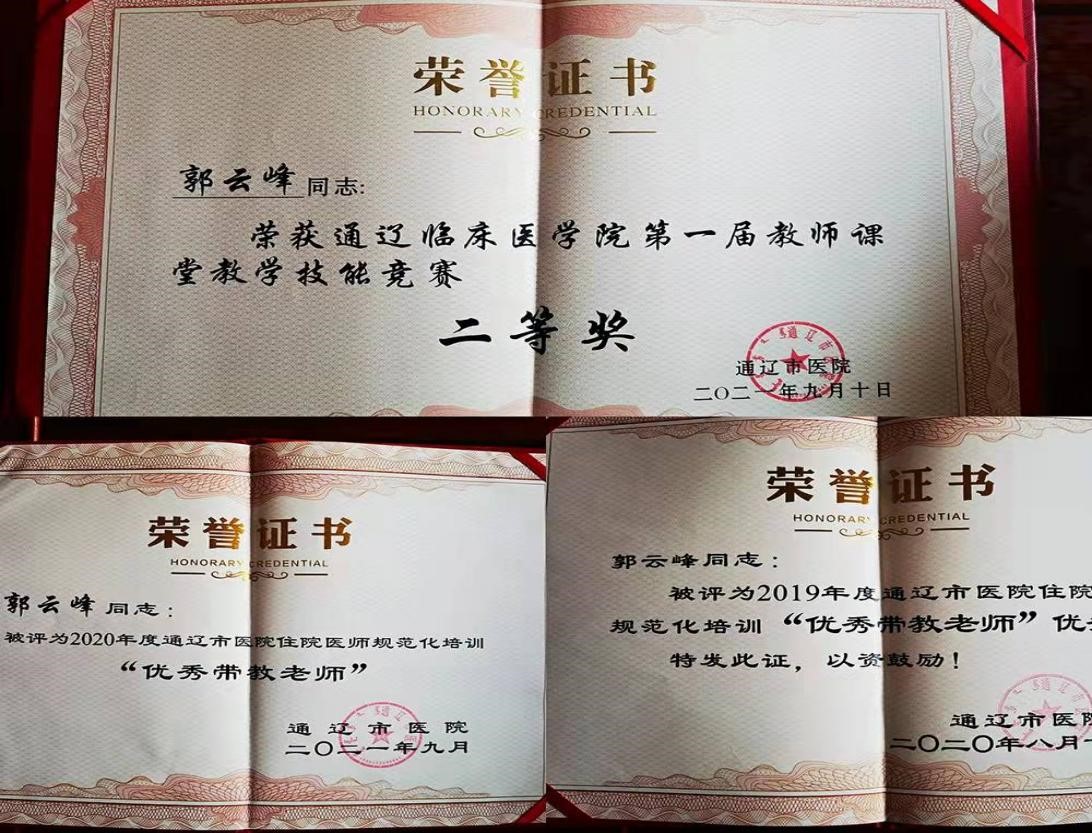 荣誉证书
HONORARY CREDENTIAL
郭云峰同志:
荣获通辽临床医学院第一届教师课
堂教学技能竞赛
二等奖
通辽市医院
二〇二一年九月十日
荣誉证书
HONORARY CREDENTIAL
郭云峰同志:
被评为2020年度通辽市医院住院医师规范化培训
“优秀带教老师”
通辽市医院
二〇二一年九月
荣誉证书
HONORARY CREDENTIAL
郭云峰同志:
被评为2019年度通辽市医院住院
规范化培训“优秀带教老师”优
特发此证，以资鼓励！
通辽市医院
二〇二〇年八月